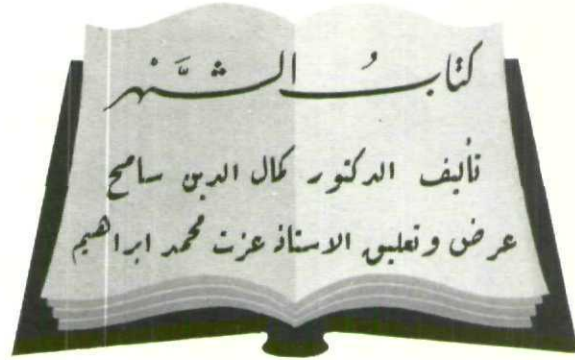 كتابُ الشَّهر
تأليف الدكتور كمال الدين سامح
عرض وتعليق الاستاذ عزت محمد ابراهيم